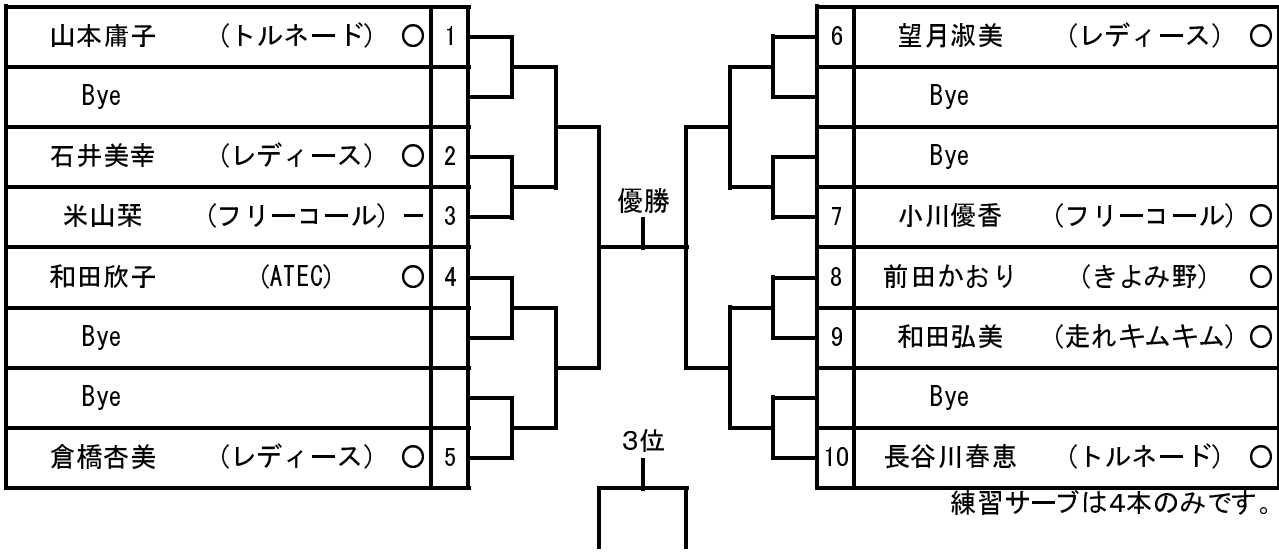 山本庸子 (トルネード) ○ 1
Bye
石井美幸 (レディース) ○ 2
米山栞 (フリーコール) － 3
和田欣子 (ATEC) ○ 4
Bye
Bye
倉橋杏美 (レディース) ○ 5
優勝
3位
6 望月淑美 (レディース) ○
Bye
Bye
7 小川優香 (フリーコール) ○
8 前田かおり (きよみ野) ○
9 和田弘美 (走れキムキム) ○
Bye
10 長谷川春恵 (トルネード) ○
練習サーブは4本のみです。